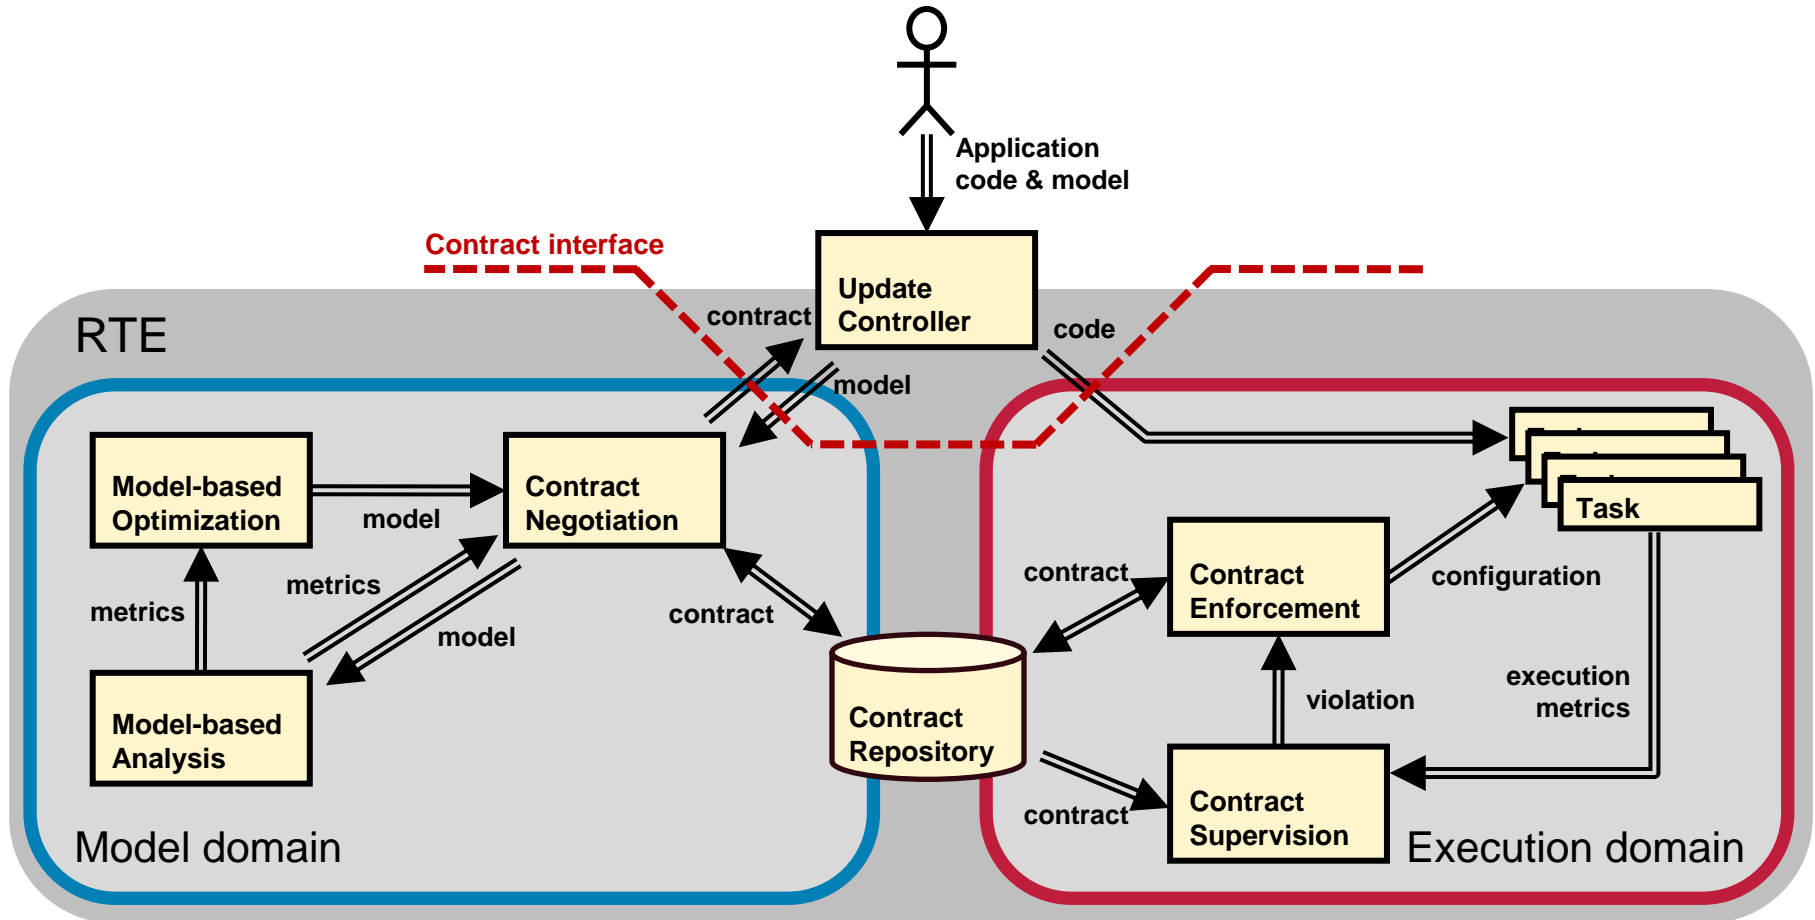 Application
code & model
Contract interface
Update
Controller
RTE
contract
code
model
Model-based
Optimization
model
Contract
Negotiation
Task
metrics
metrics
model
contract
contract
Contract
Enforcement
configuration
Model-based
Analysis
Contract
Repository
violation
execution
metrics
contract
Contract
Supervision
Model domain
Execution domain